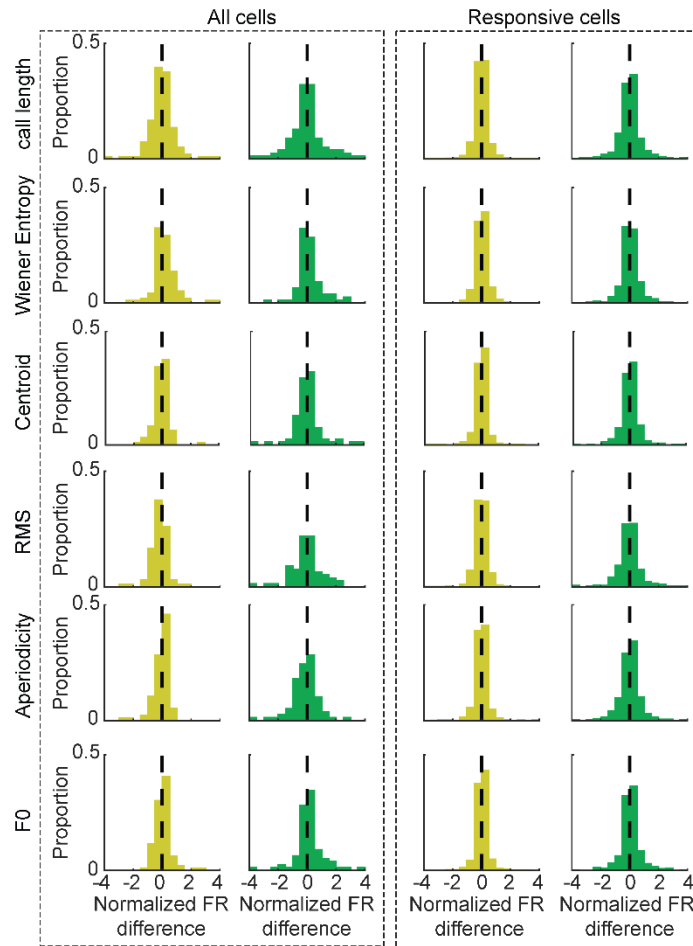 All cells
Responsive cells
call length
Proportion
0.5
0
Wiener Entropy
Proportion
0.5
0
Centroid
Proportion
0.5
0
RMS
Proportion
0.5
0
Aperiodicity
Proportion
0.5
0
F0
Proportion
0.5
0
-4 -2 0 2 4
-4 -2 0 2 4
-4 -2 0 2 4
-4 -2 0 2 4
Normalized FR
difference
Normalized FR
difference
Normalized FR
difference
Normalized FR
difference